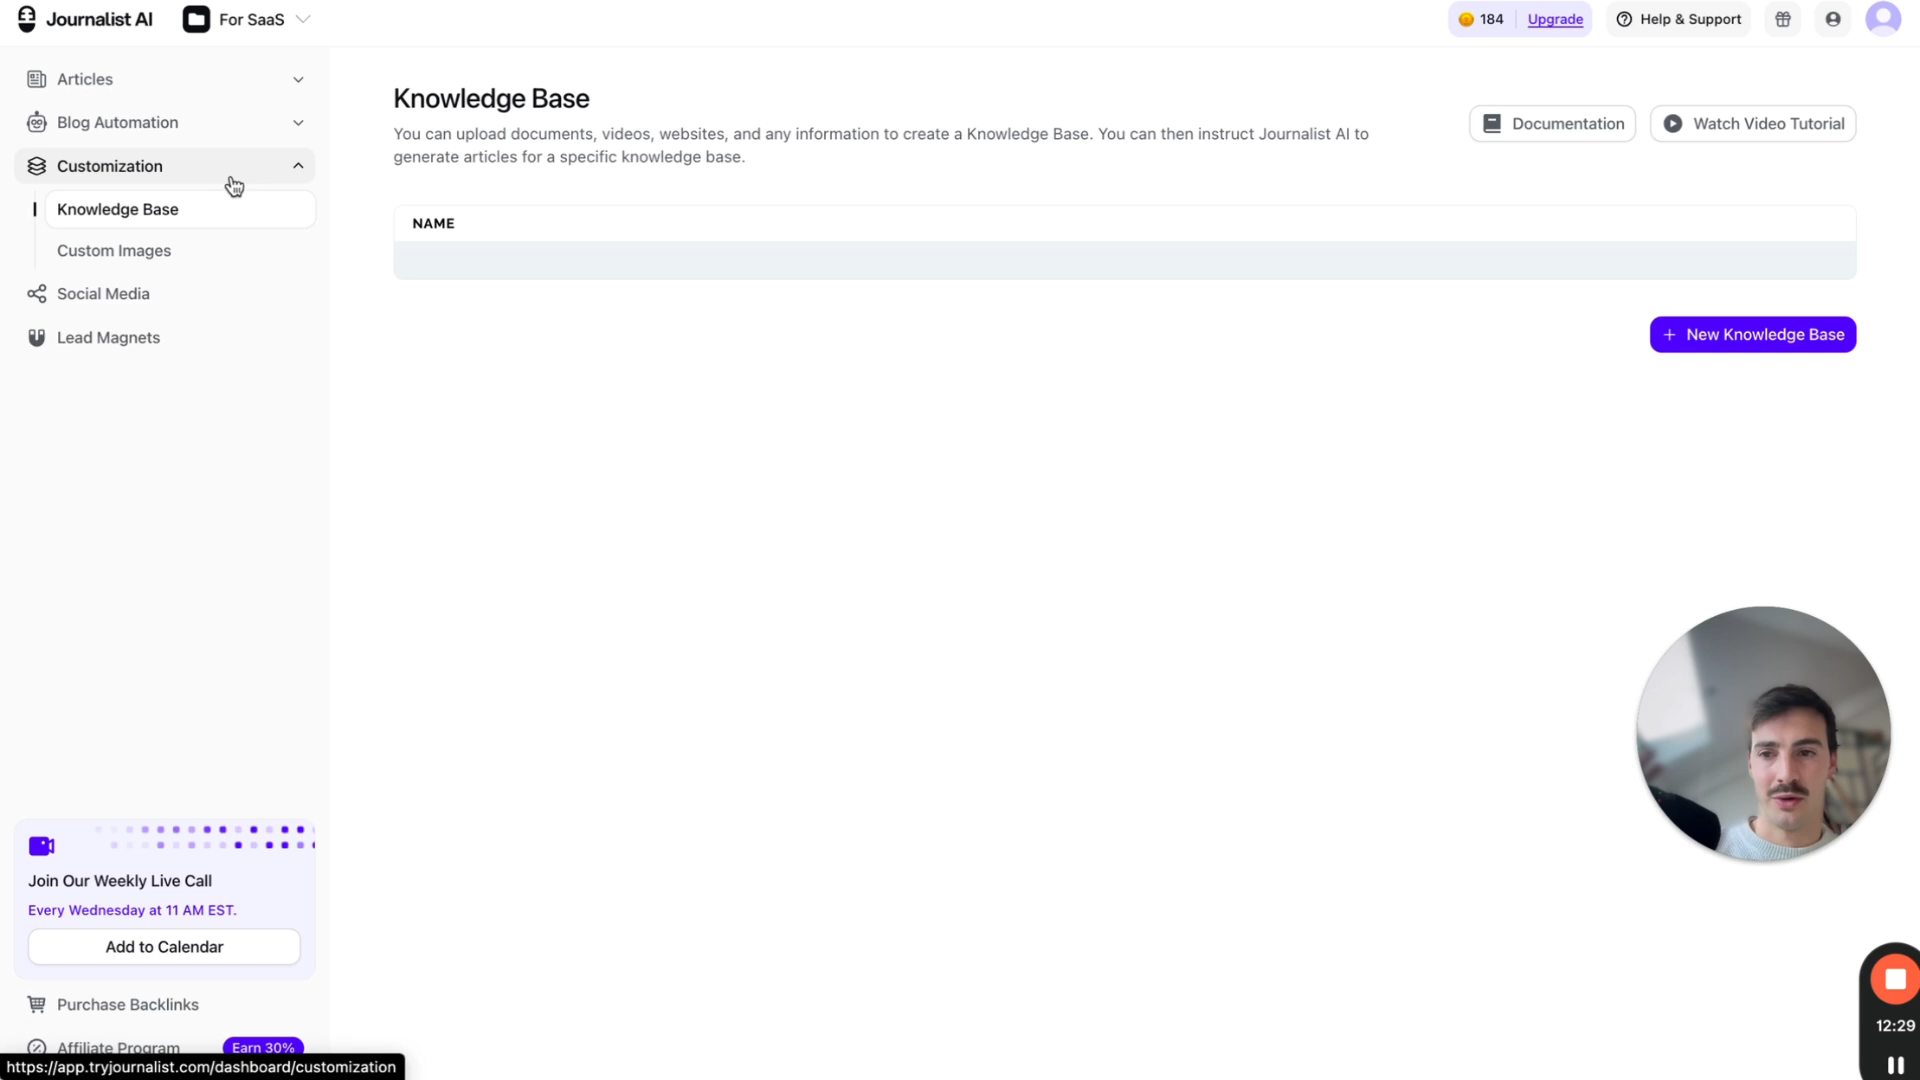 Journalist AI
For SaaS
184
Upgrade
Help & Support
Articles
Blog Automation
Customization
Knowledge Base
Custom Images
Social Media
Lead Magnets
Knowledge Base
You can upload documents, videos, websites, and any information to create a Knowledge Base. You can then instruct Journalist AI to
generate articles for a specific knowledge base.
Documentation
Watch Video Tutorial
NAME
+ New Knowledge Base
Join Our Weekly Live Call
Every Wednesday at 11 AM EST.
Add to Calendar
Purchase Backlinks
Affiliate Program
Earn 30%
https://app.tryjournalist.com/dashboard/customization
12:29